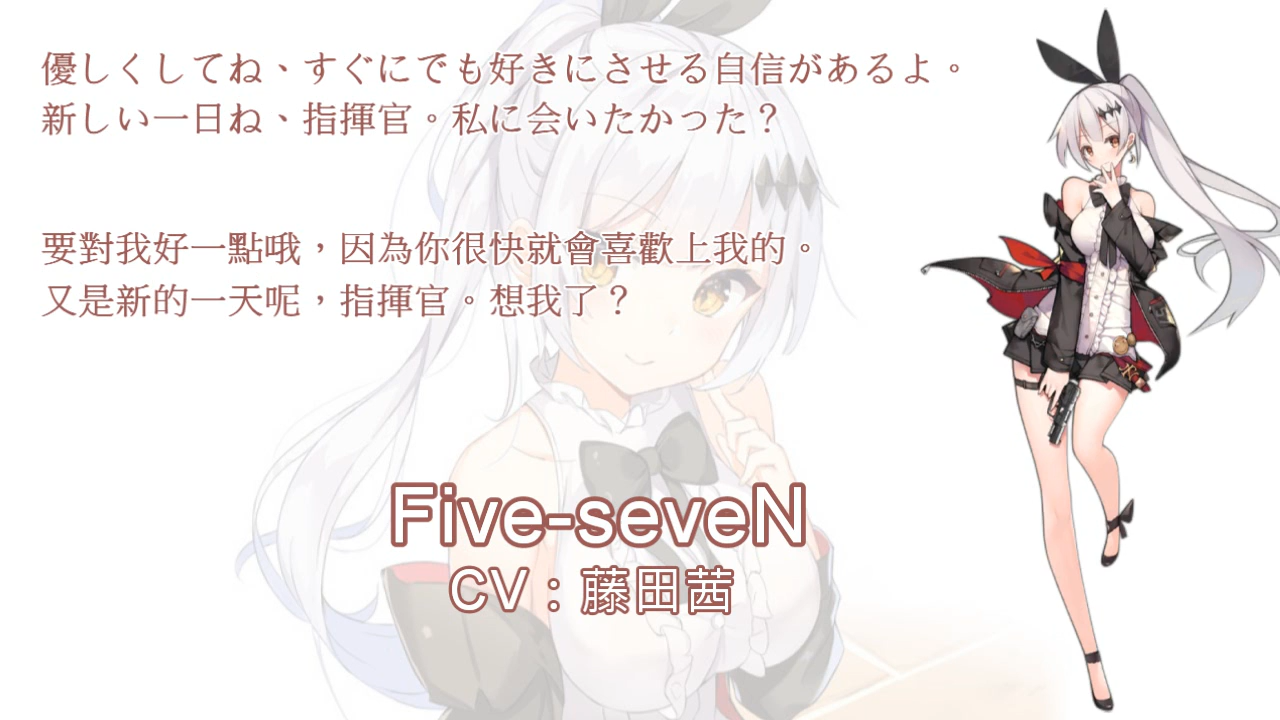 優しくしてね、すぐにでも好きにさせる自信があるよ。
新しい一日ね、指揮官。私に会いたかった？
要對我好一點哦，因為你很快就會喜歡上我的。
又是新的一天呢，指揮官。想我了？
Five-seveN
CV：藤田茜